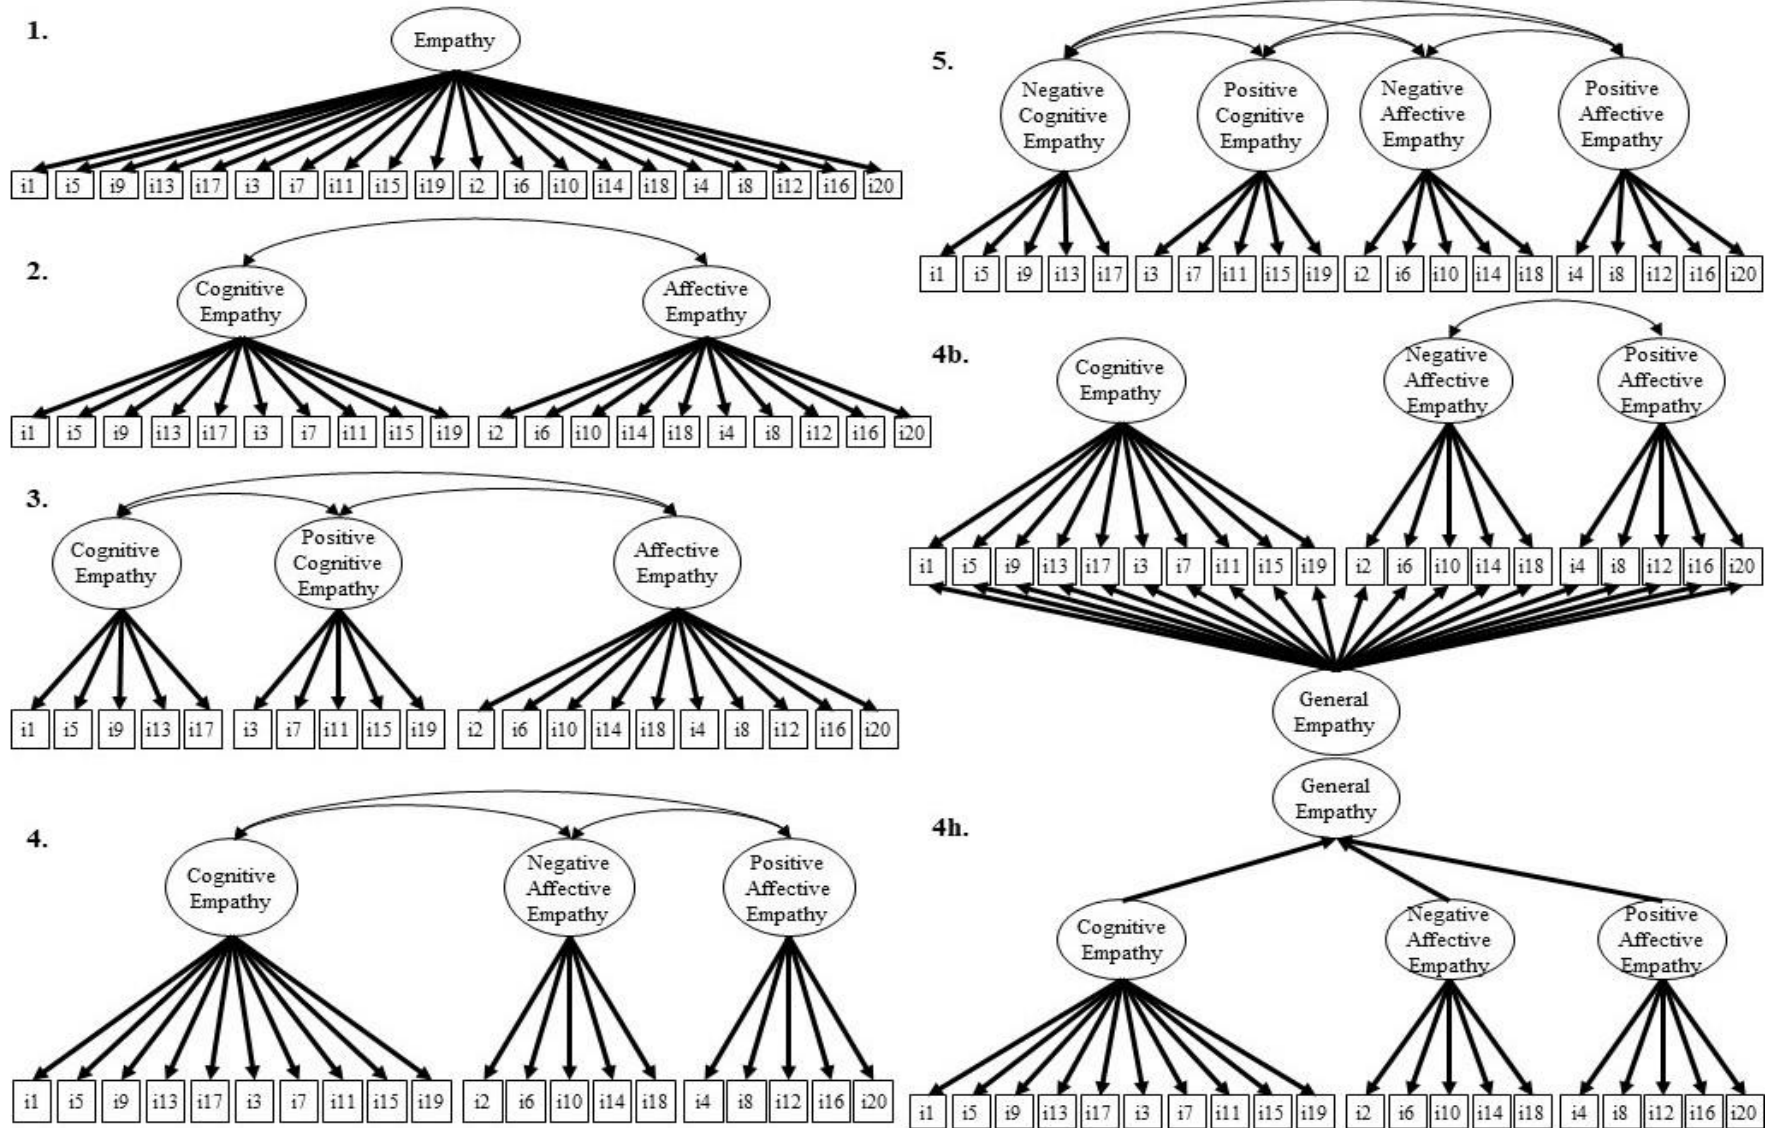 1.
Empathy
i1 i5 i9 i13 i17 i3 i7 i11 i15 i19 i2 i6 i10 i14 i18 i4 i8 i12 i16 i20
2.
Cognitive
Empathy
Affective
Empathy
i1 i5 i9 i13 i17 i3 i7 i11 i15 i19 i2 i6 i10 i14 i18 i4 i8 i12 i16 i20
3.
Cognitive
Empathy
Positive
Cognitive
Empathy
Affective
Empathy
i1 i5 i9 i13 i17 i3 i7 i11 i15 i19 i2 i6 i10 i14 i18 i4 i8 i12 i16 i20
4.
Cognitive
Empathy
Negative
Affective
Empathy
Positive
Affective
Empathy
i1 i5 i9 i13 i17 i3 i7 i11 i15 i19 i2 i6 i10 i14 i18 i4 i8 i12 i16 i20
5.
Negative
Cognitive
Empathy
Positive
Cognitive
Empathy
Negative
Affective
Empathy
Positive
Affective
Empathy
i1 i5 i9 i13 i17 i3 i7 i11 i15 i19 i2 i6 i10 i14 i18 i4 i8 i12 i16 i20
4b.
Cognitive
Empathy
Negative
Affective
Empathy
Positive
Affective
Empathy
i1 i5 i9 i13 i17 i3 i7 i11 i15 i19 i2 i6 i10 i14 i18 i4 i8 i12 i16 i20
General
Empathy
4h.
General
Empathy
Cognitive
Empathy
Negative
Affective
Empathy
Positive
Affective
Empathy
i1 i5 i9 i13 i17 i3 i7 i11 i15 i19 i2 i6 i10 i14 i18 i4 i8 i12 i16 i20